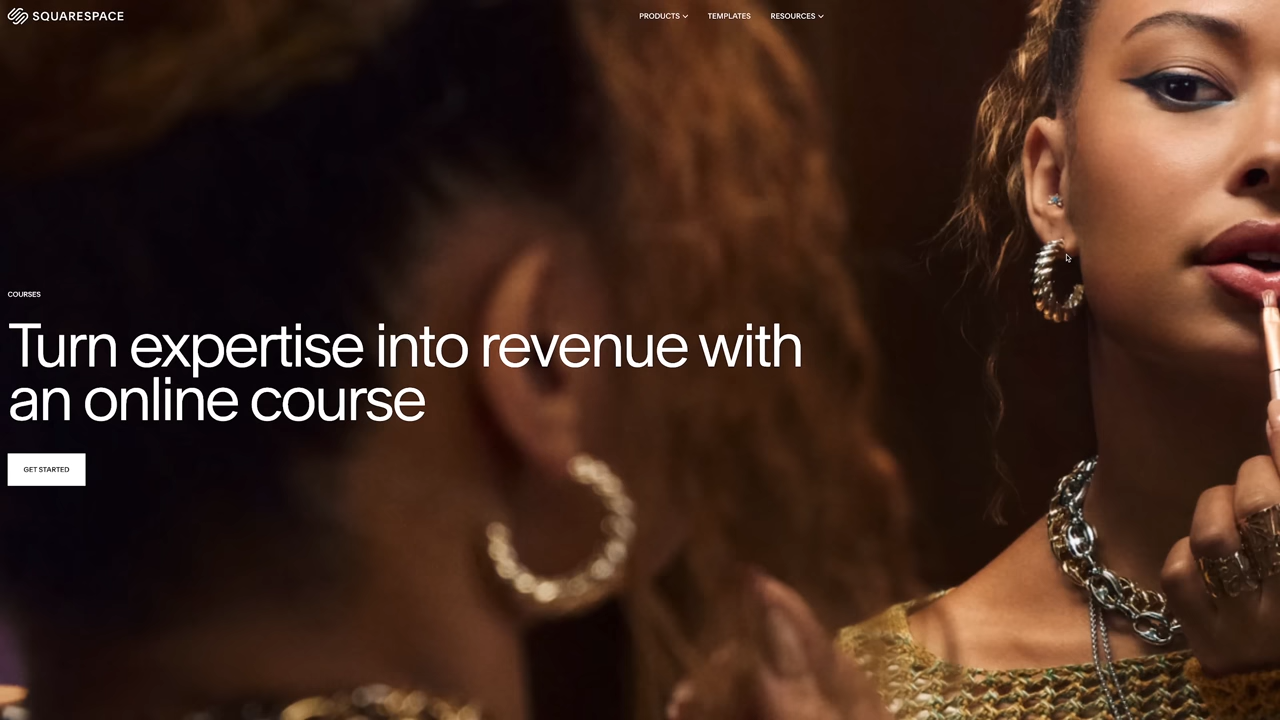 SQUARESPACE
PRODUCTS
TEMPLATES
RESOURCES
COURSES
Turn expertise into revenue with
an online course
GET STARTED